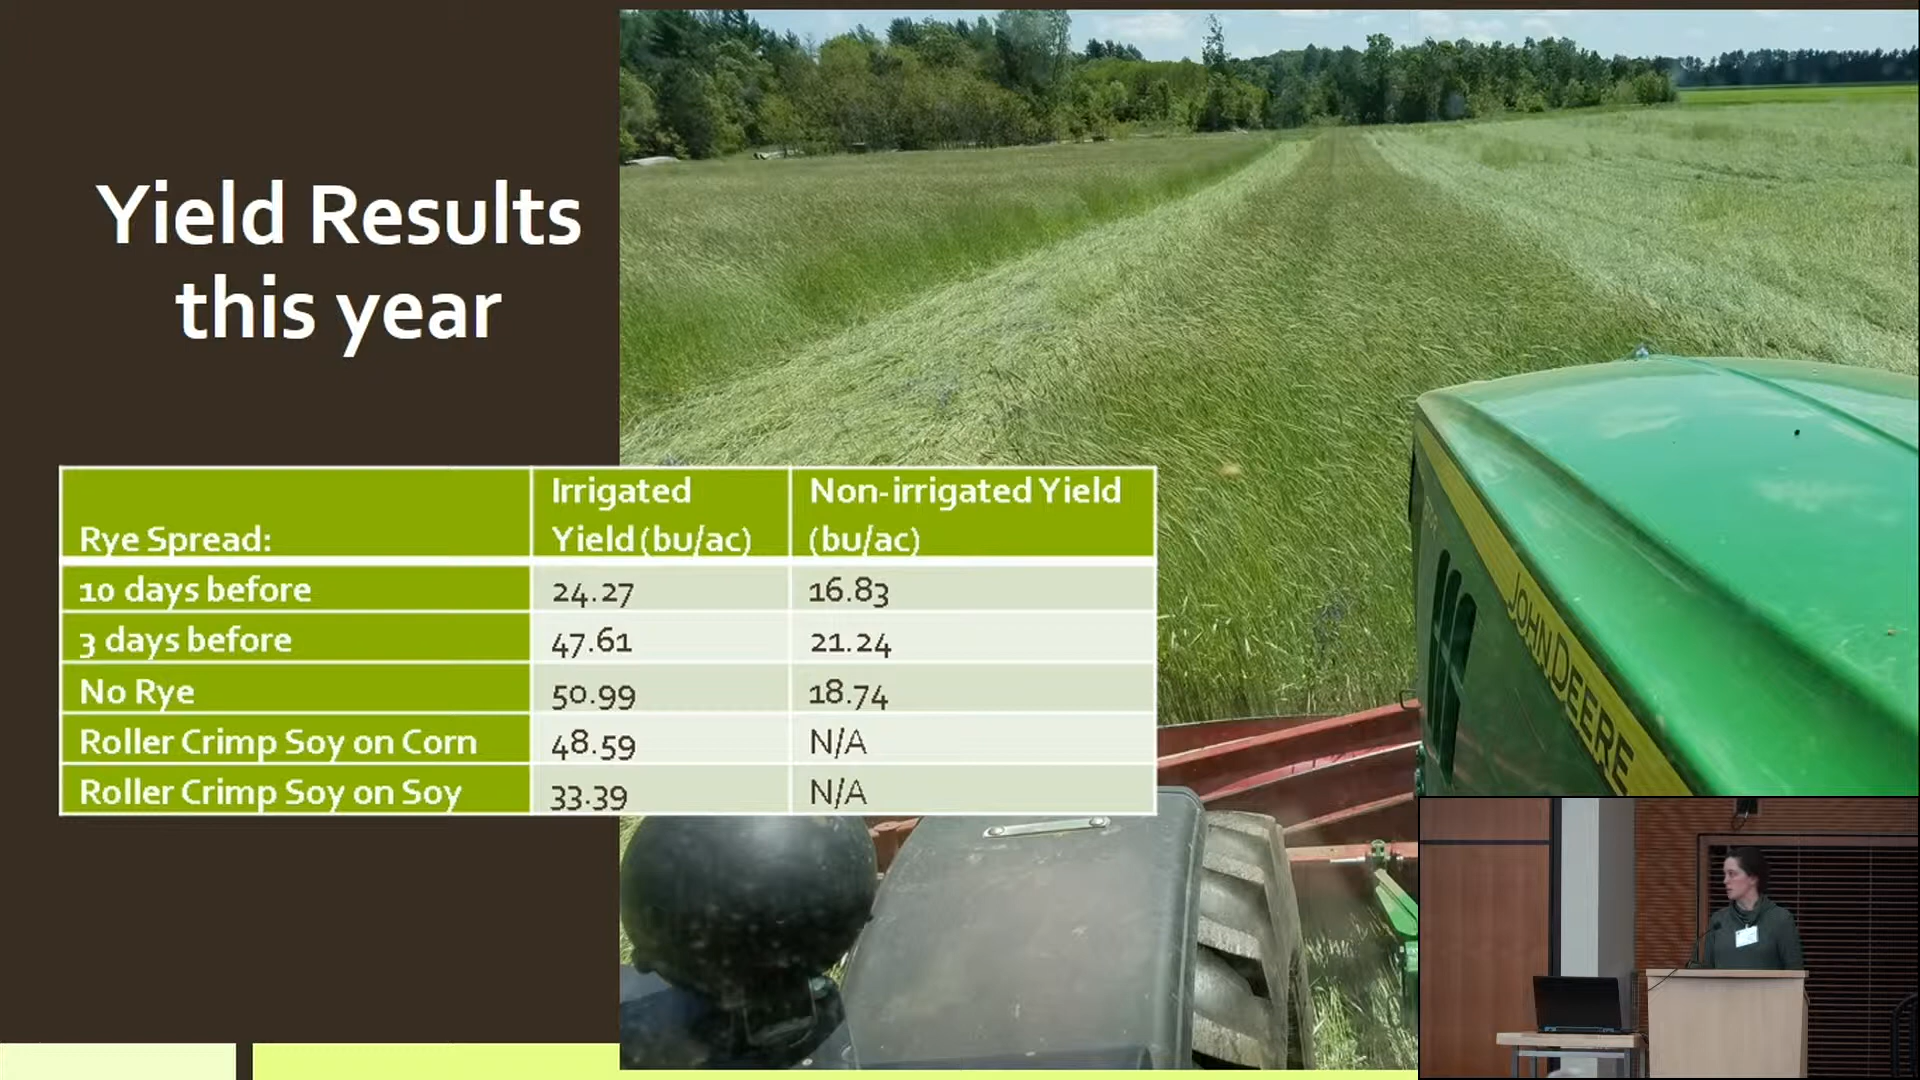 Yield Results
this year
Rye Spread:
Irrigated
Yield (bu/ac)
Non-irrigated Yield
(bu/ac)
10 days before
24.27
16.83
3 days before
47.61
21.24
No Rye
50.99
18.74
Roller Crimp Soy on Corn
48.59
N/A
Roller Crimp Soy on Soy
33.39
N/A
JOHN DEERE